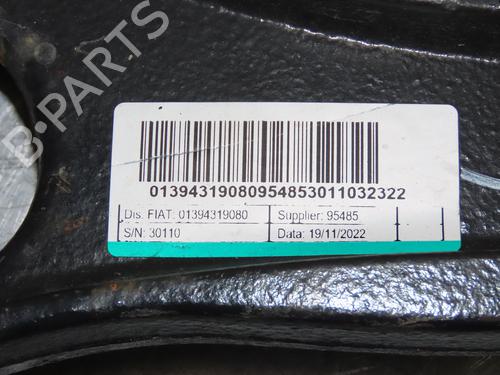 B-PARTS
01394319080954853011032322
Dis. FIAT: 01394319080 Supplier: 95485
S/N: 30110 Data: 19/11/2022